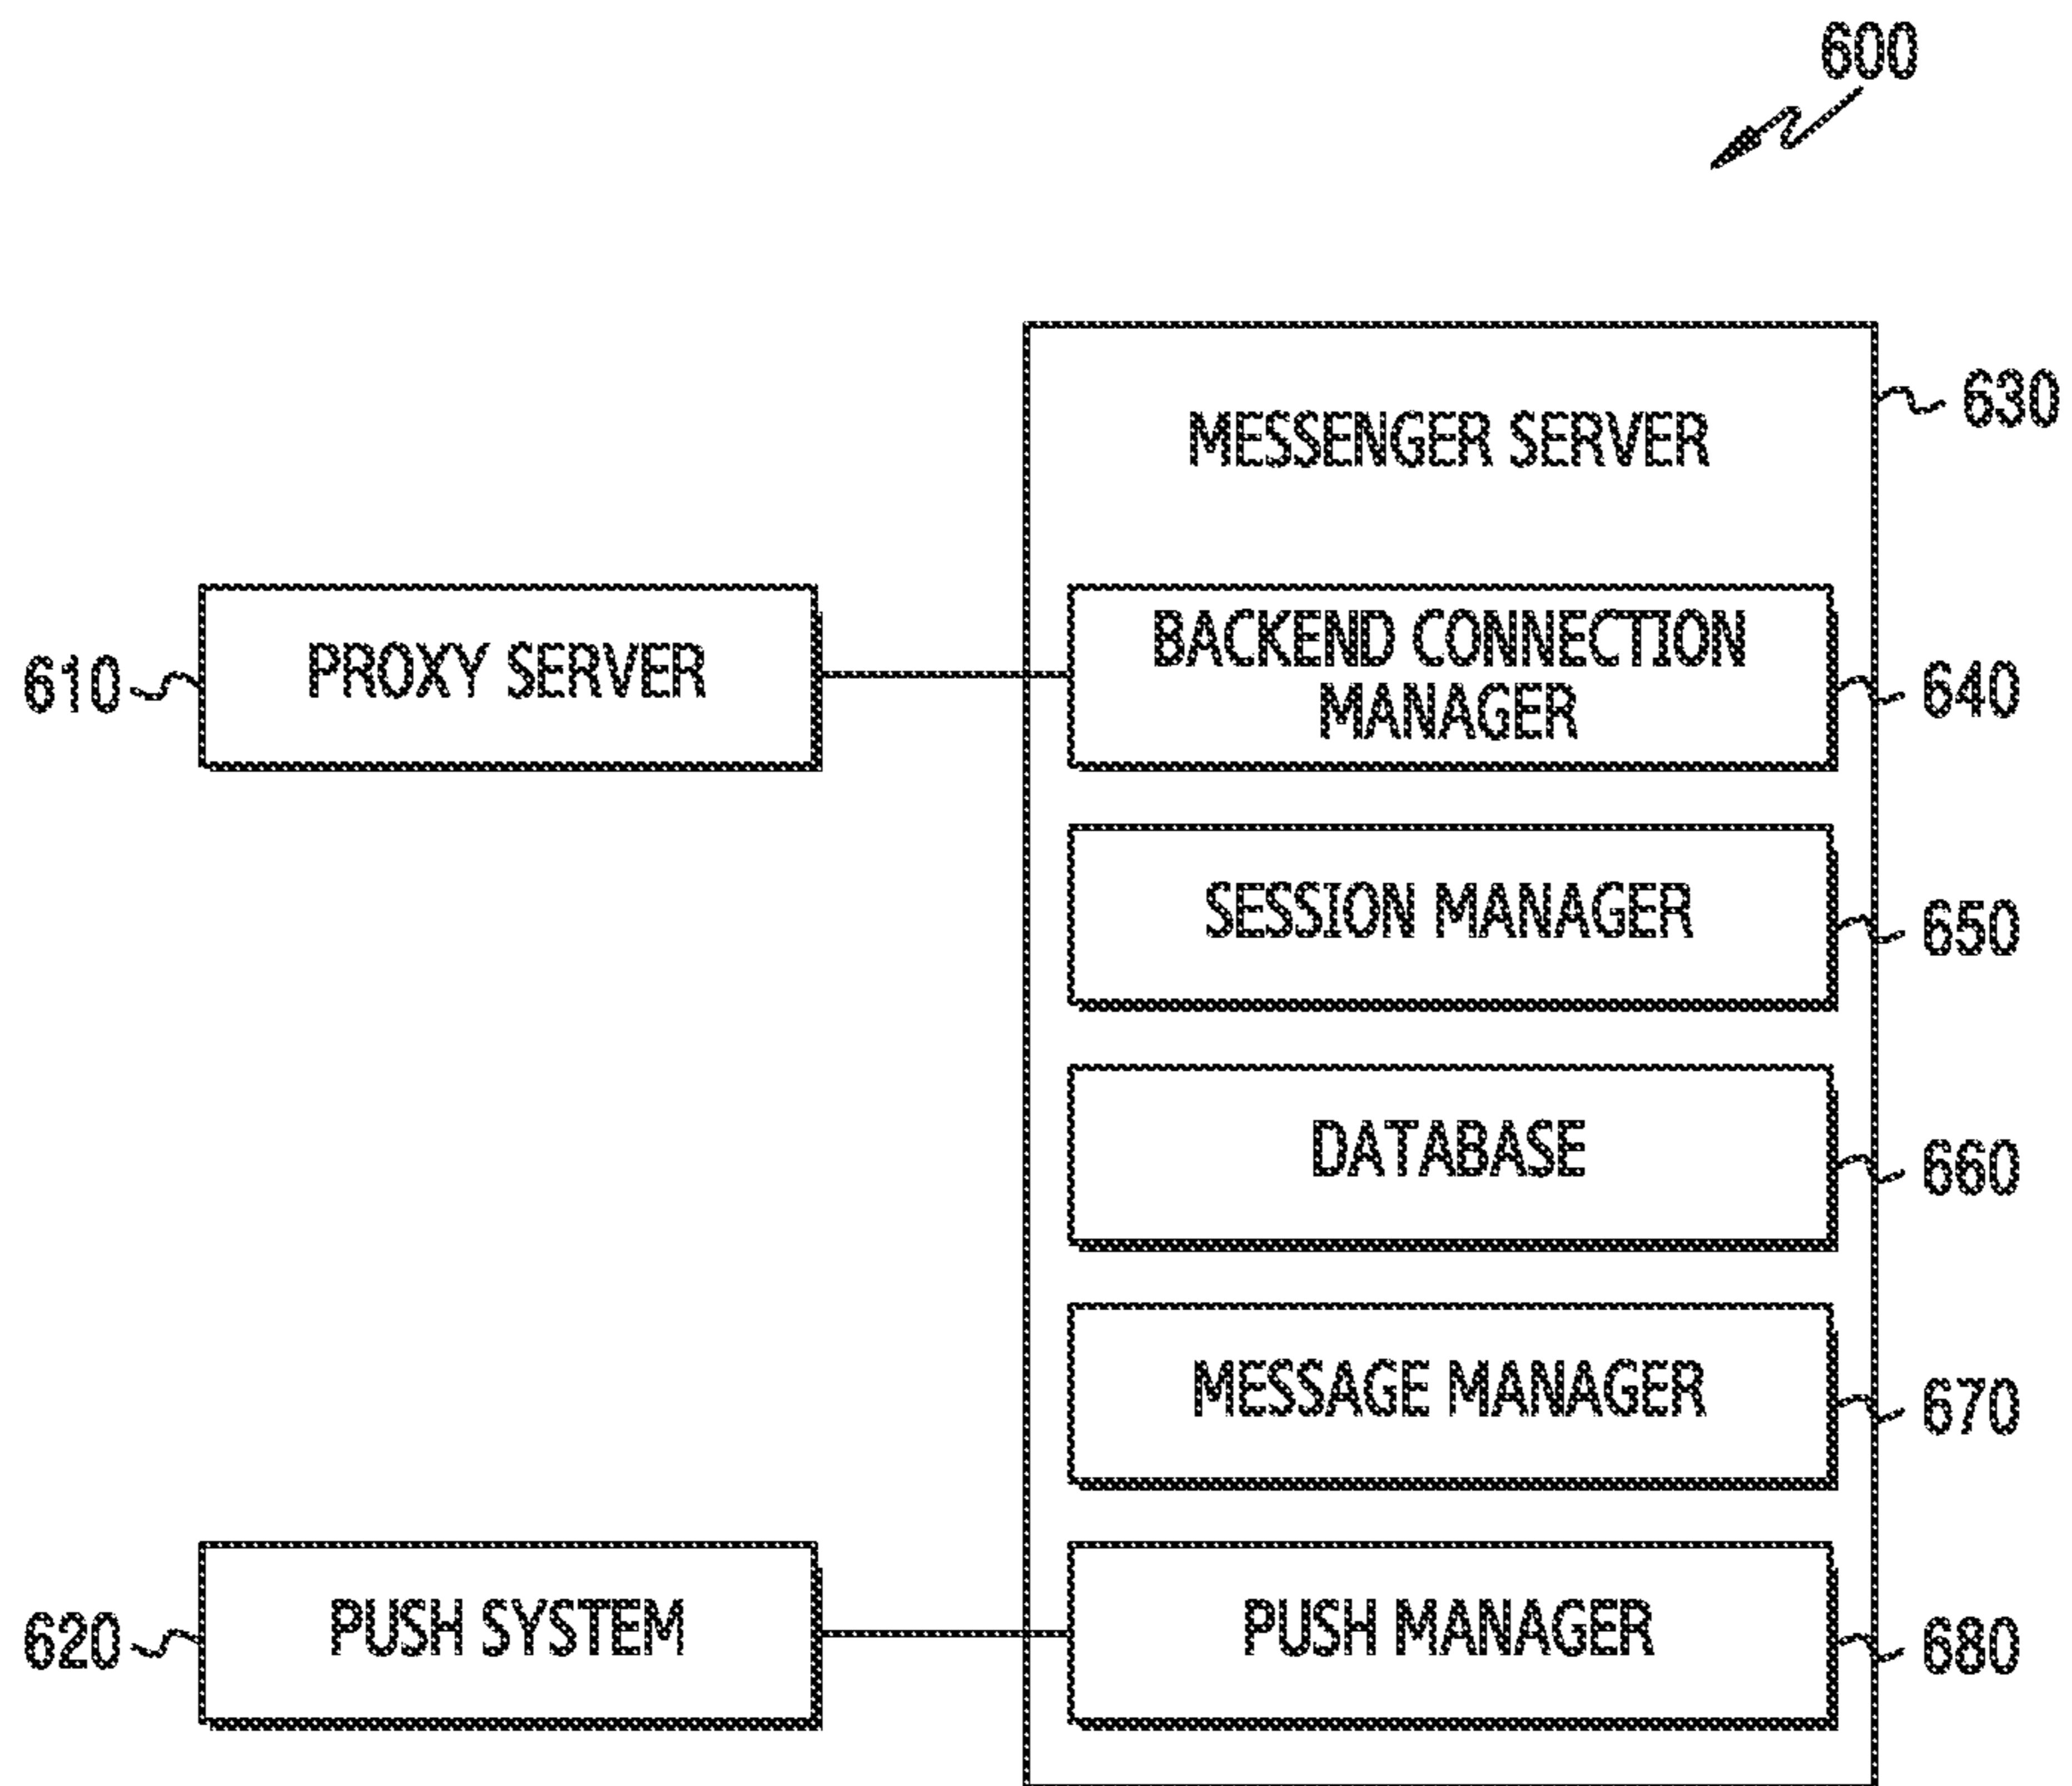 600
MESSENGER SERVER
630
PROXY SERVER
610
BACKEND CONNECTION
MANAGER
640
SESSION MANAGER
650
DATABASE
660
MESSAGE MANAGER
670
PUSH SYSTEM
620
PUSH MANAGER
680